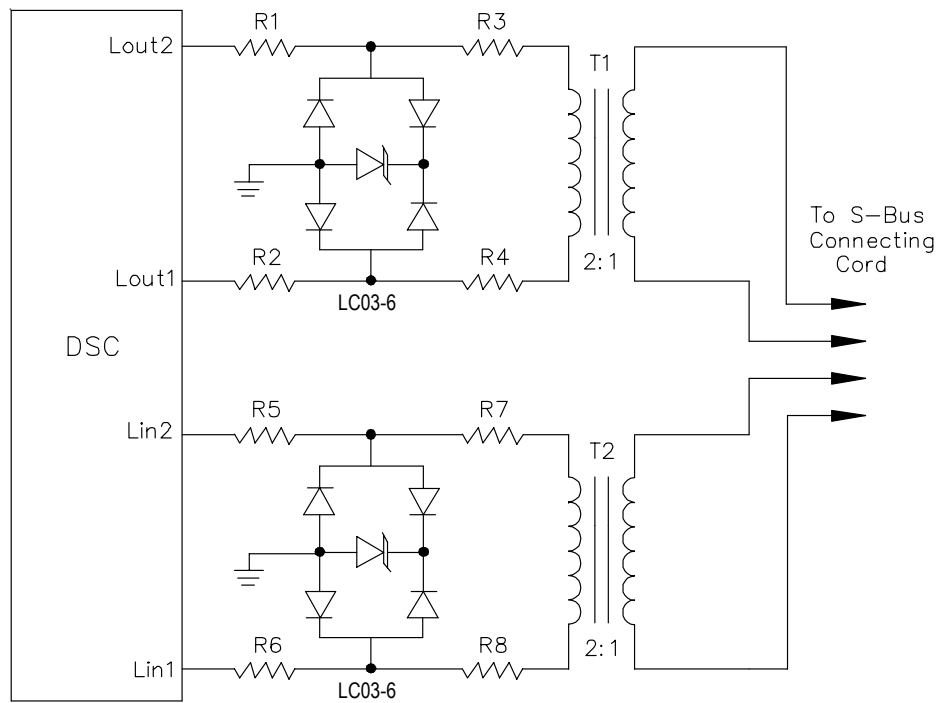 R1
R3
Lout2
T1
To S-Bus
Connecting
Cord
R2
R4
2:1
Lout1
LC03-6
DSC
R5
R7
Lin2
T2
R6
R8
2:1
Lin1
LC03-6